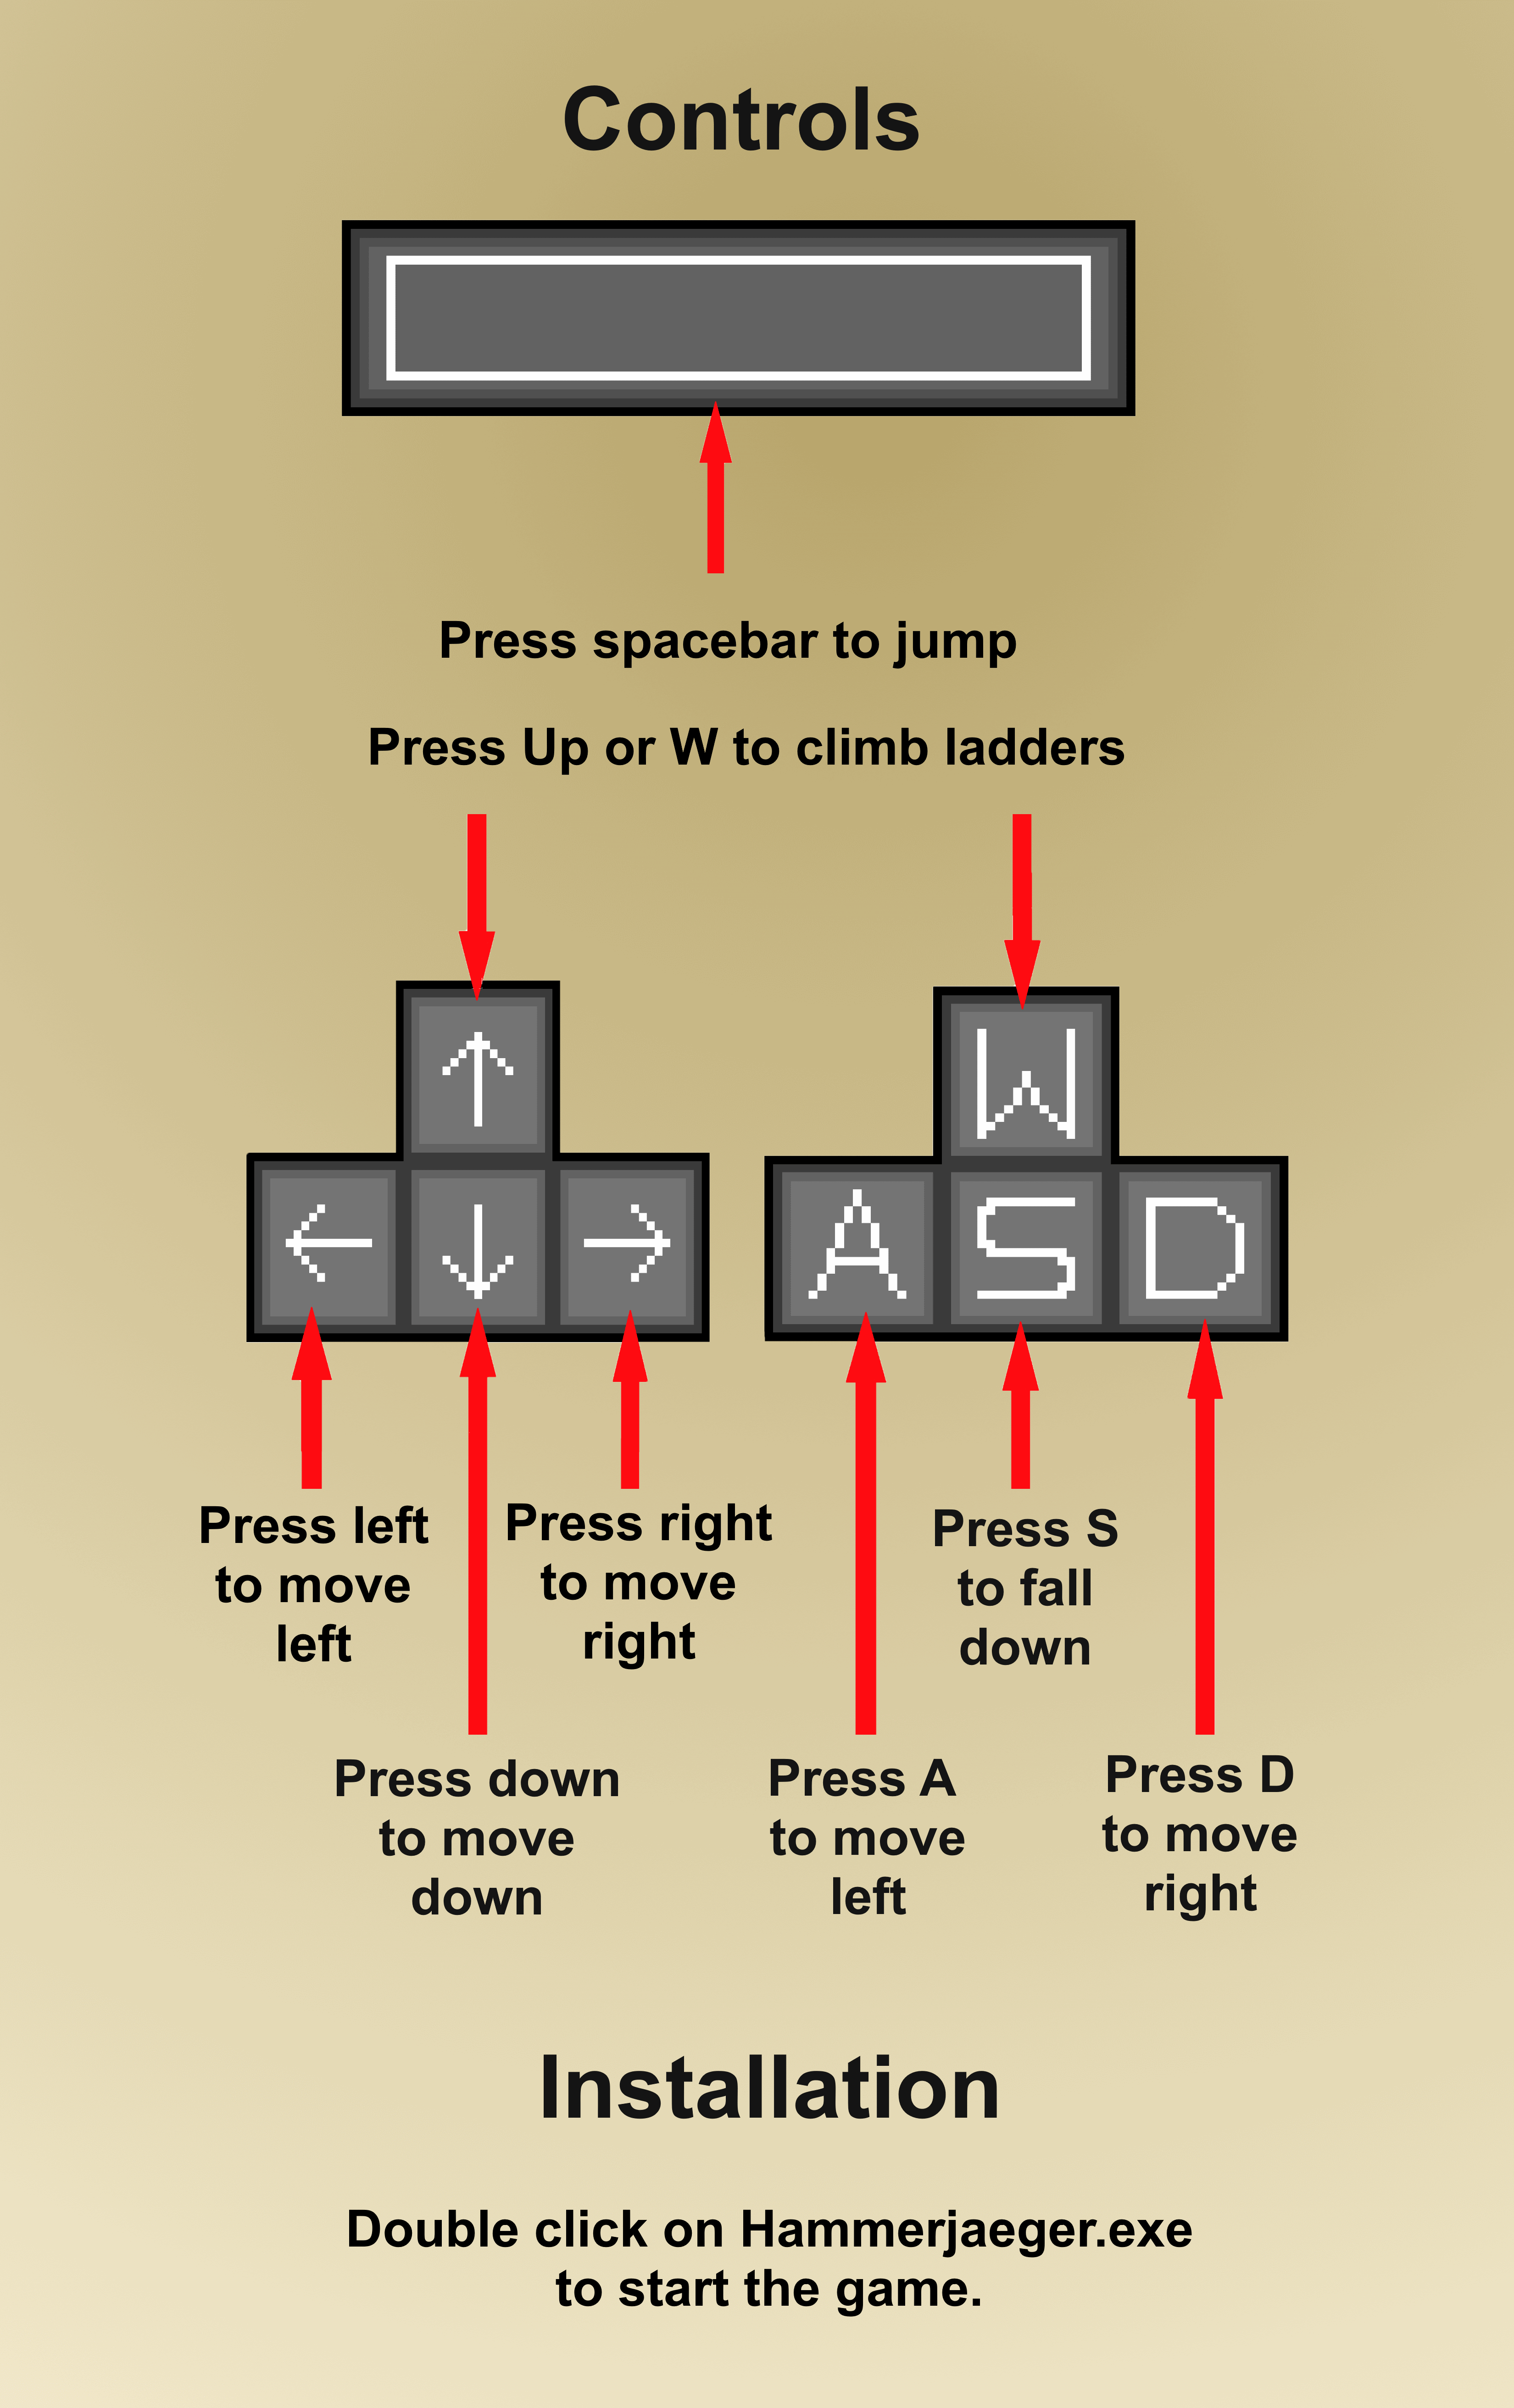 Controls
Press spacebar to jump
Press Up or W to climb ladders
↑
← ↓ →
W
A S D
Press left
to move
left
Press right
to move
right
Press S
to fall
down
Press down
to move
down
Press A
to move
left
Press D
to move
right
Installation
Double click on Hammerjaeger.exe
to start the game.